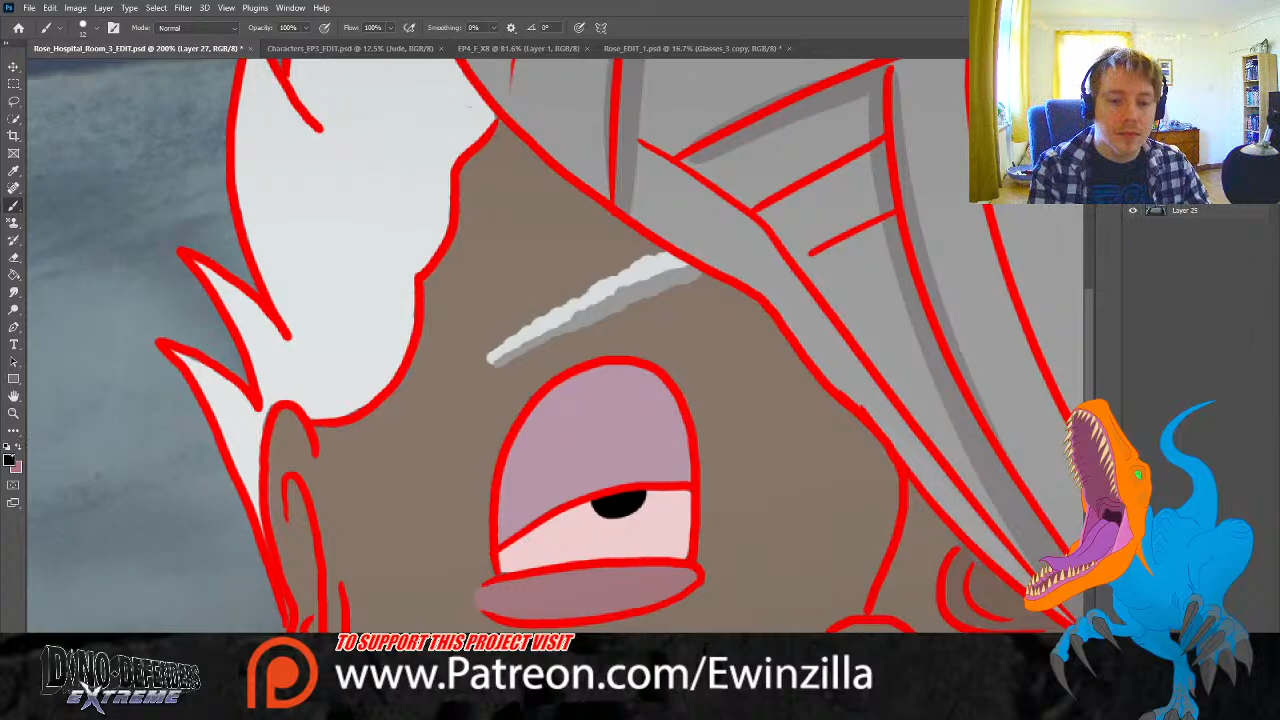 File Edit Image Layer Type Select Filter 3D View Plugins Window Help
12 Mode: Normal Opacity: 100% Flow: 100% Smoothing: 0% 0°
Rose_Hospital_Room_3_EDIT.psd @ 200% (Layer 27, RGB/8) * × Characters_EP3_EDIT.psd @ 12.5% (Jude, RGB/8) × EP4_F_X8 @ 81.6% (Layer 1, RGB/8) × Rose_EDIT_1.psd @ 16.7% (Glasses_3 copy, RGB/8) * ×
Layer 25
TO SUPPORT THIS PROJECT VISIT
DINO-DEFENDERS
EXTREME
www.Patreon.com/Ewinzilla